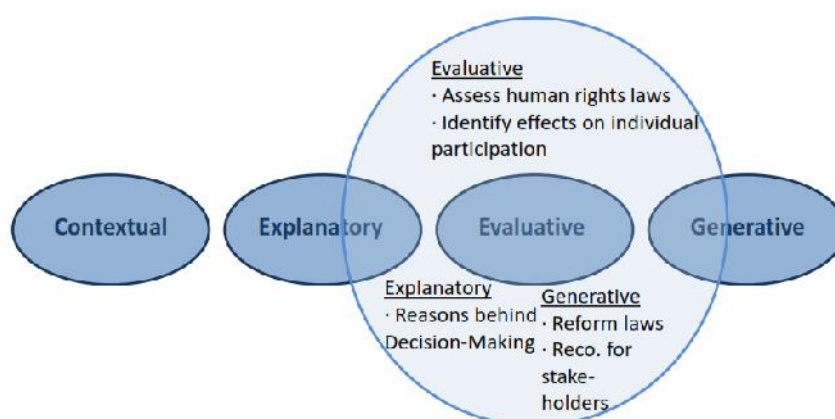 Evaluative
· Assess human rights laws
· Identify effects on individual
participation
Contextual
Explanatory
Evaluative
Generative
Explanatory
· Reasons behind
Decision-Making
Generative
· Reform laws
· Reco. for
stake-
holders